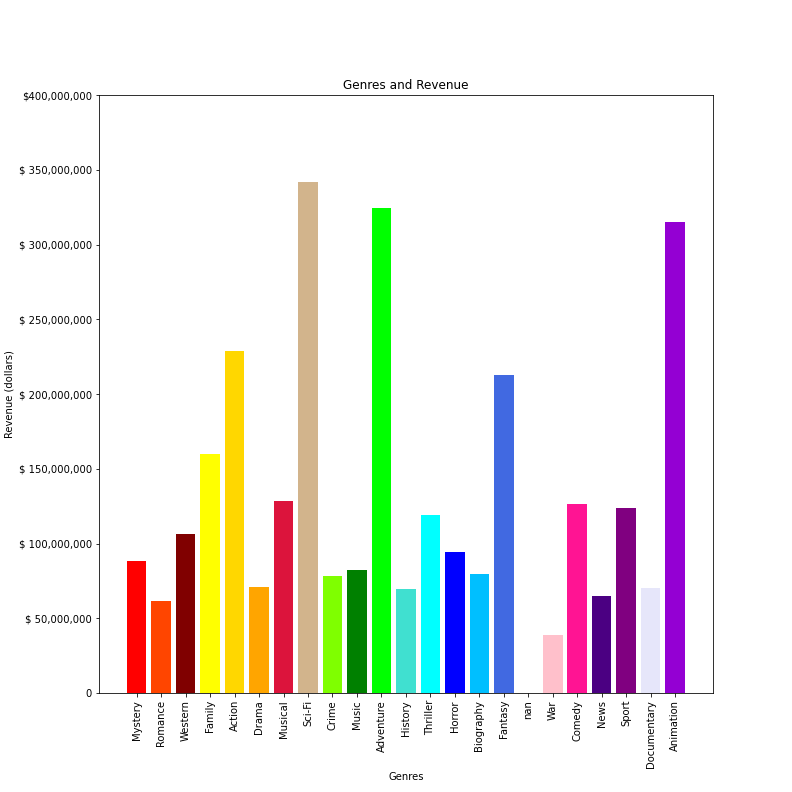 Genres and Revenue
$400,000,000
$ 350,000,000
$ 300,000,000
$ 250,000,000
$ 200,000,000
$ 150,000,000
$ 100,000,000
$ 50,000,000
0
Revenue (dollars)
Mystery
Romance
Western
Family
Action
Drama
Musical
Sci-Fi
Crime
Music
Adventure
History
Thriller
Horror
Biography
Fantasy
nan
War
Comedy
News
Sport
Documentary
Animation
Genres